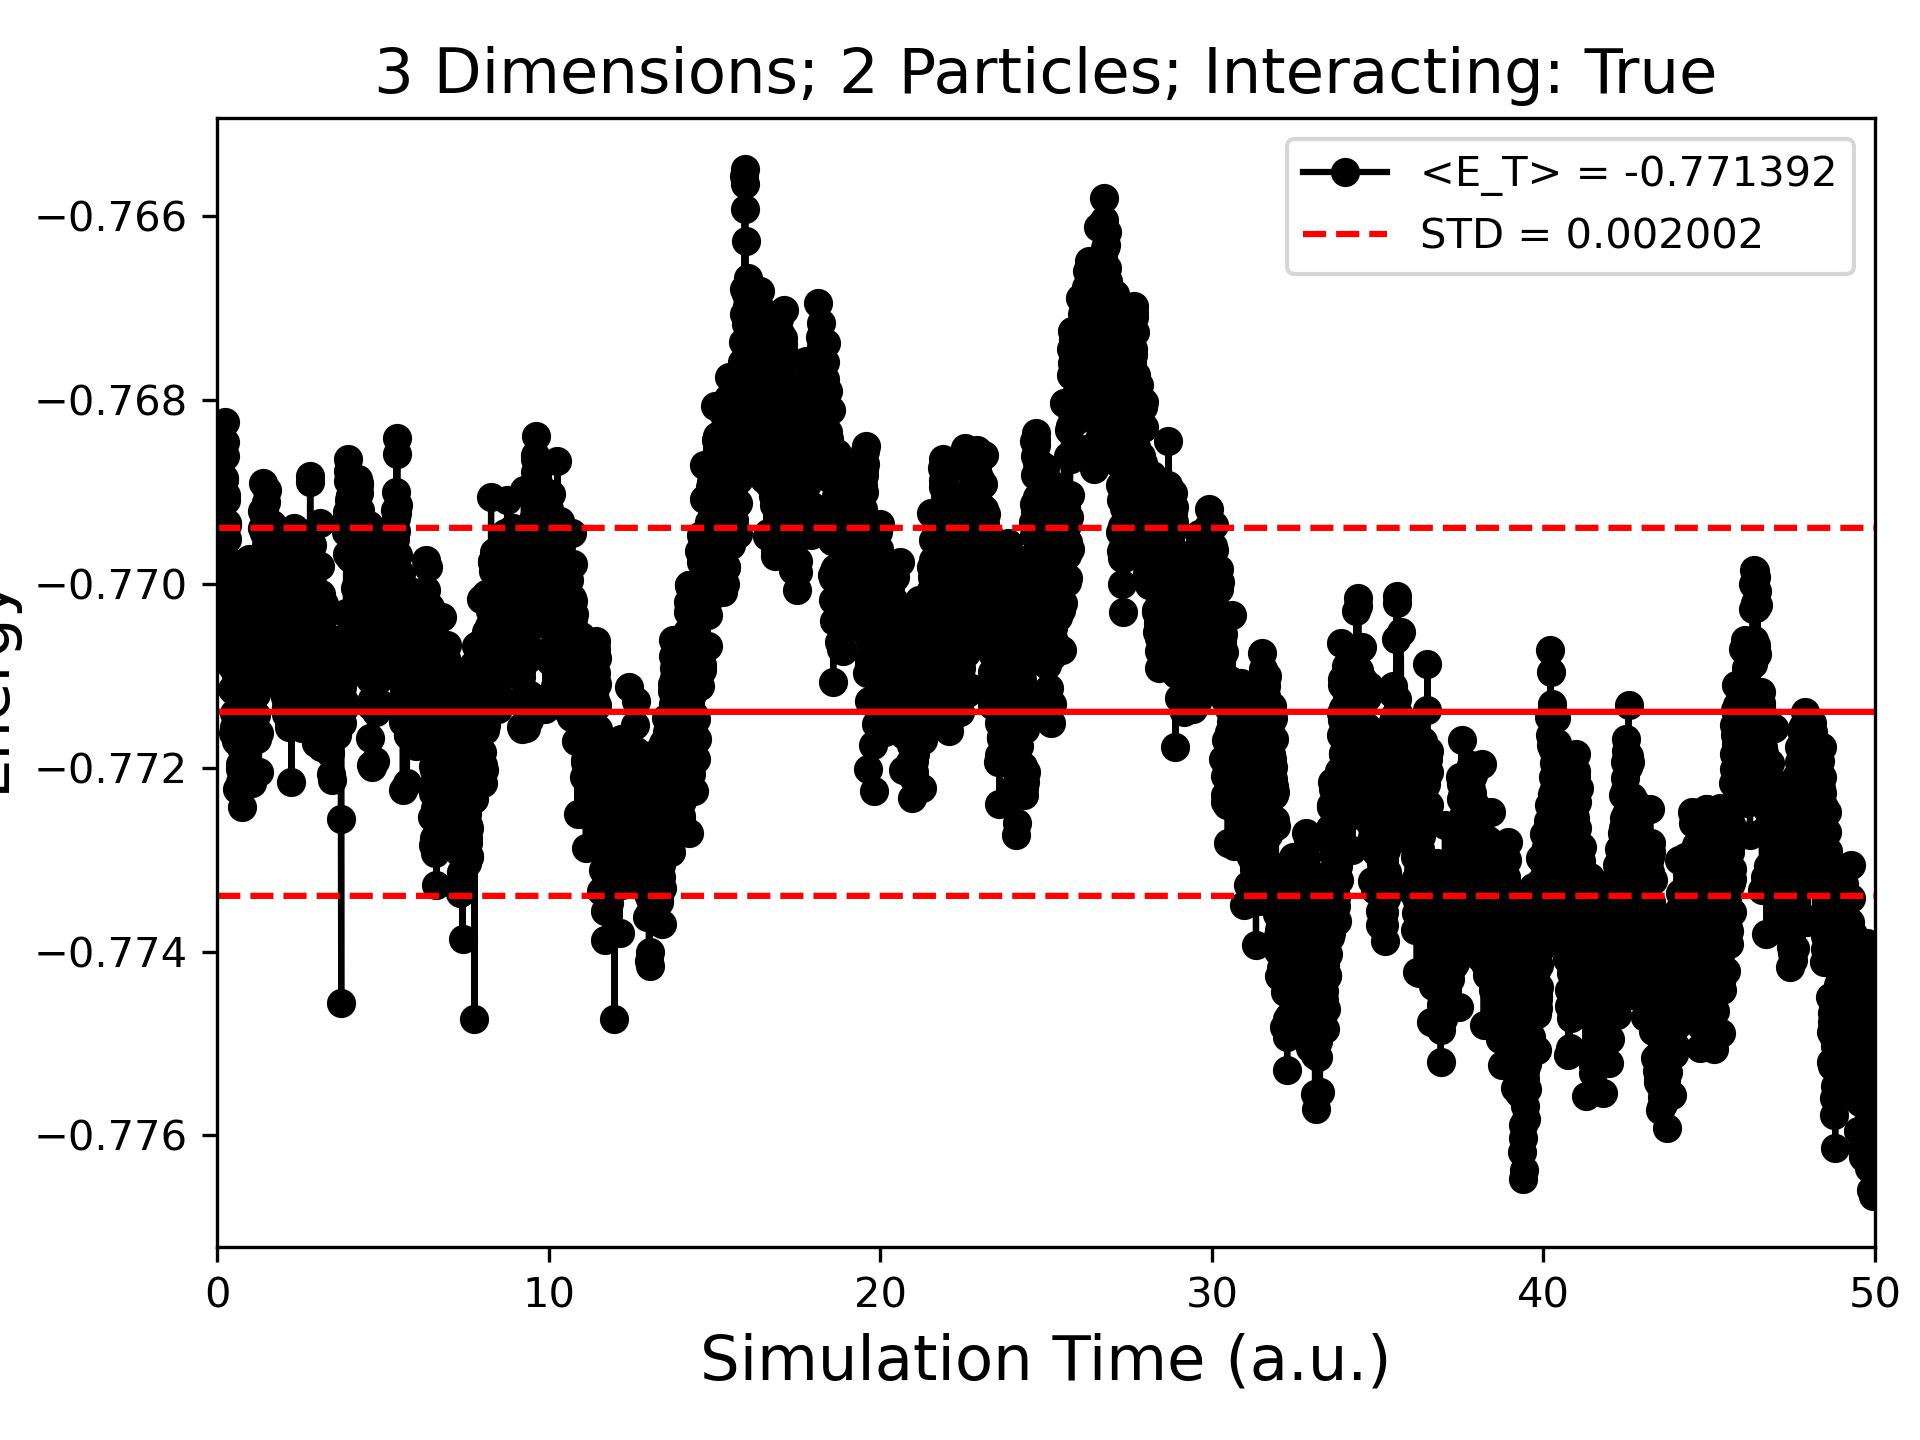 3 Dimensions; 2 Particles; Interacting: True
<E_T> = -0.771392
STD = 0.002002
−0.766
−0.768
−0.770
−0.772
−0.774
−0.776
Energy
0 10 20 30 40 50
Simulation Time (a.u.)